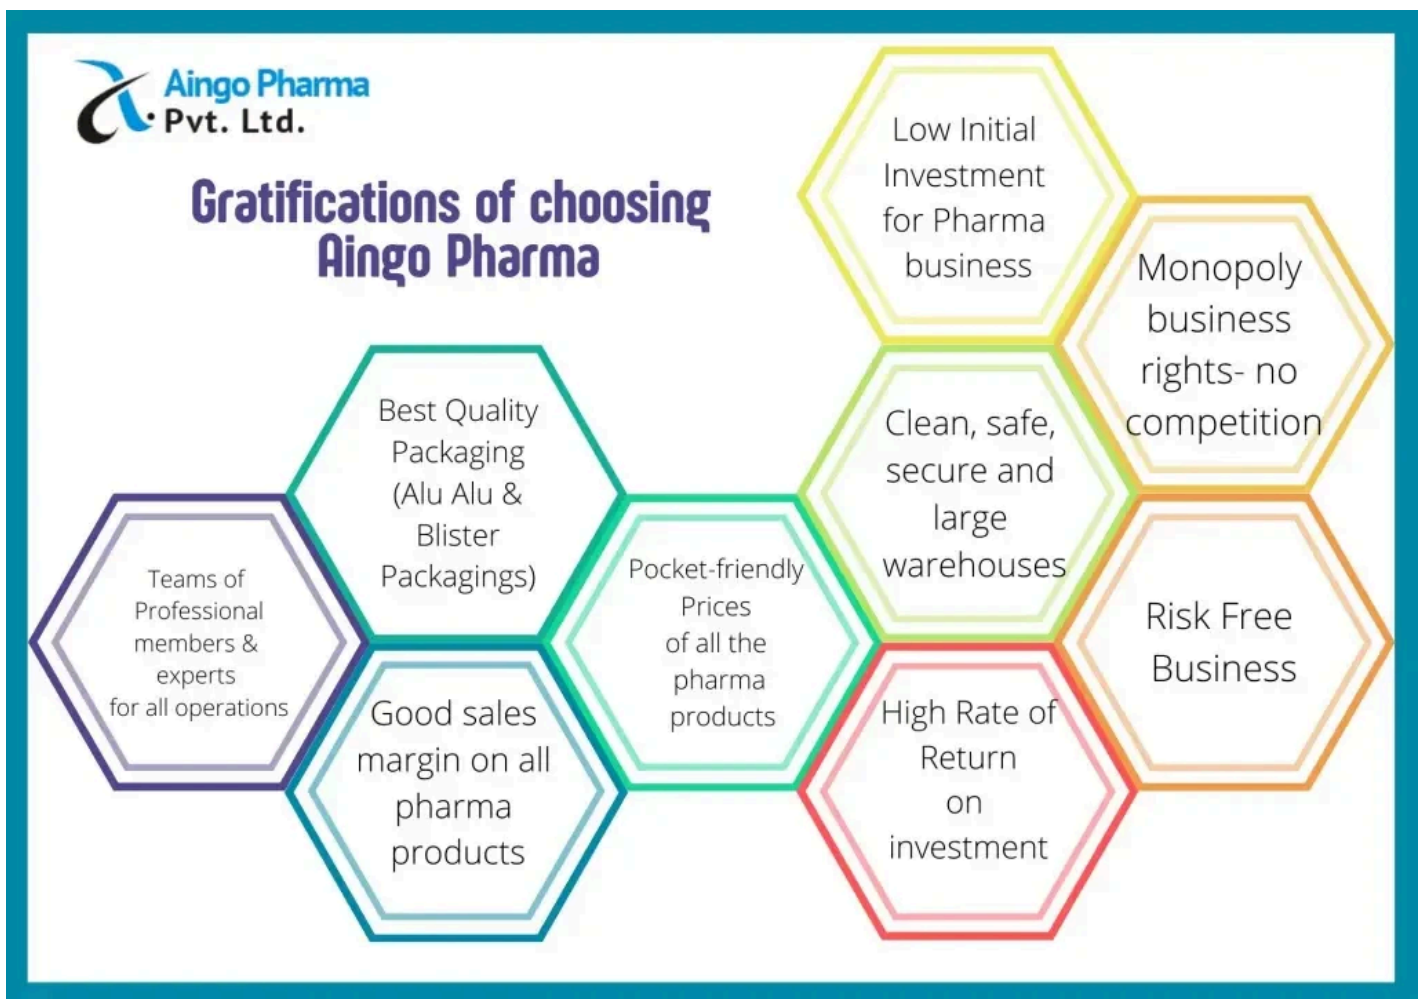 Aingo Pharma
Pvt. Ltd.
Gratifications of choosing
Aingo Pharma
Low Initial
Investment
for Pharma
business
Monopoly
business
rights- no
competition
Best Quality
Packaging
(Alu Alu &
Blister
Packagings)
Clean, safe,
secure and
large
warehouses
Teams of
Professional
members &
experts
for all operations
Pocket-friendly
Prices
of all the
pharma
products
Risk Free
Business
Good sales
margin on all
pharma
products
High Rate of
Return
on
investment